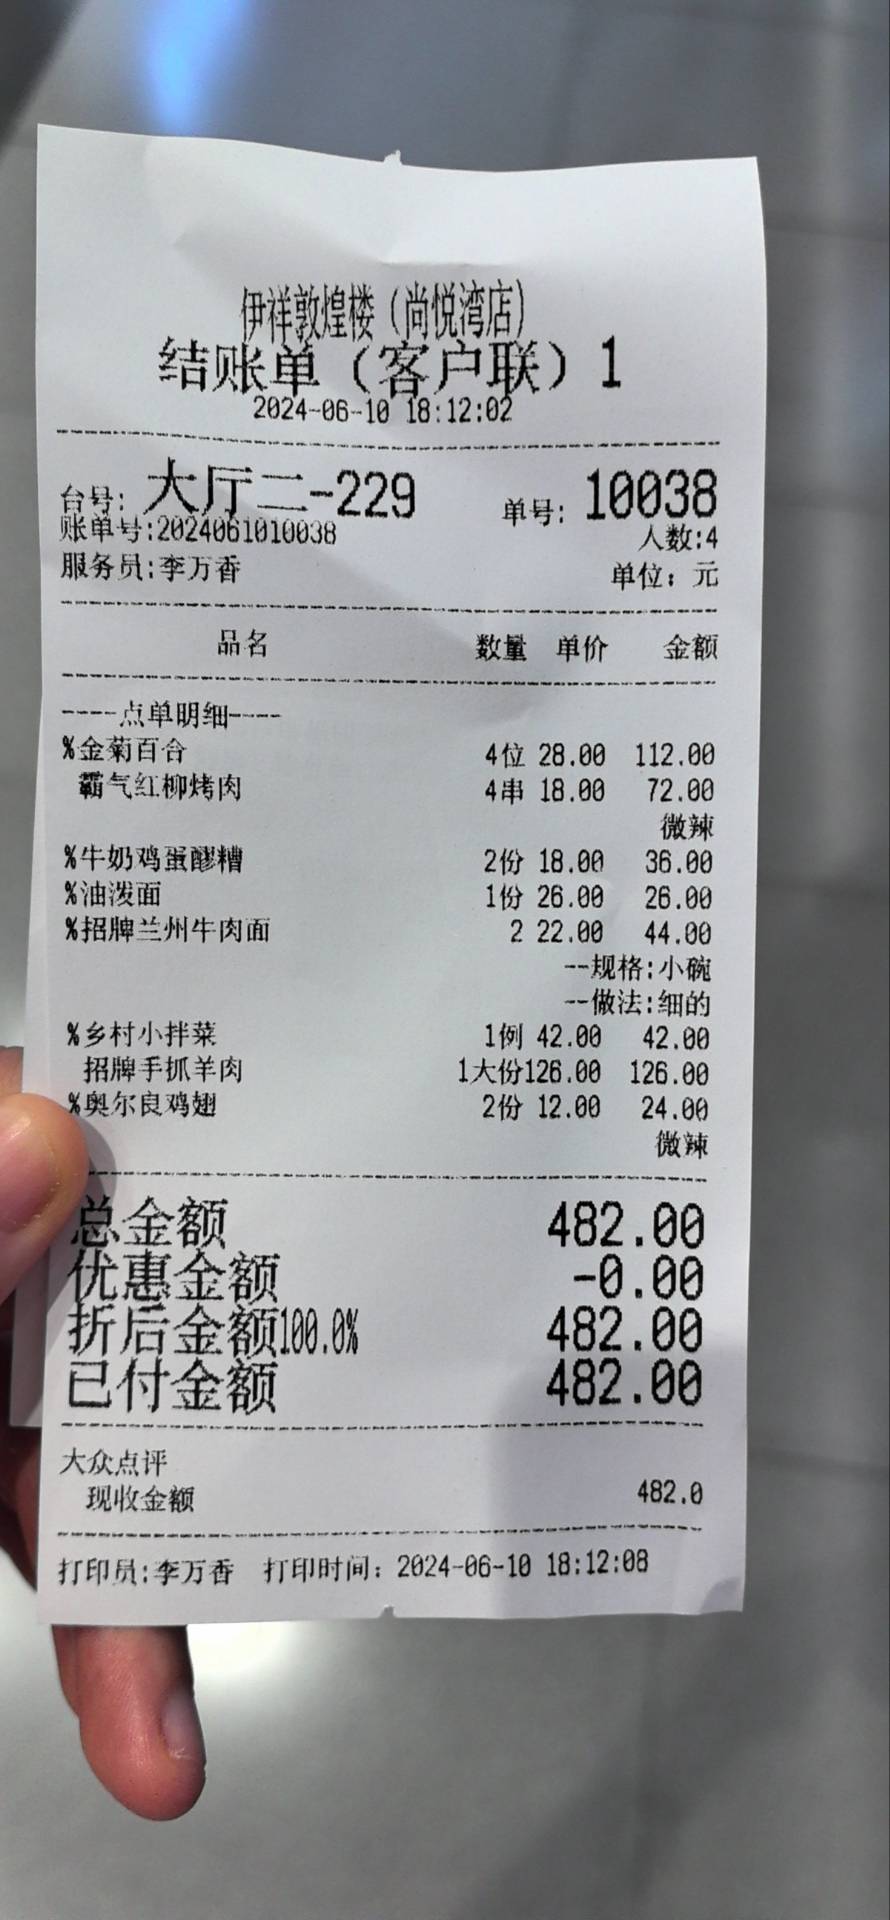 伊祥敦煌楼（尚悦湾店）
结账单（客户联）1
2024-06-10 18:12:02
台号：大厅二-229 单号：10038
账单号:2024061010038 人数:4
服务员:李万香 单位：元
品名 数量 单价 金额
----点单明细----
%金菊百合 4位 28.00 112.00
霸气红柳烤肉 4串 18.00 72.00
微辣
%牛奶鸡蛋醪糟 2份 18.00 36.00
%油泼面 1份 26.00 26.00
%招牌兰州牛肉面 2 22.00 44.00
--规格:小碗
--做法:细的
%乡村小拌菜 1例 42.00 42.00
招牌手抓羊肉 1大份126.00 126.00
%奥尔良鸡翅 2份 12.00 24.00
微辣
总金额 482.00
优惠金额 -0.00
折后金额100.0% 482.00
已付金额 482.00
大众点评
现收金额 482.0
打印员:李万香 打印时间：2024-06-10 18:12:08